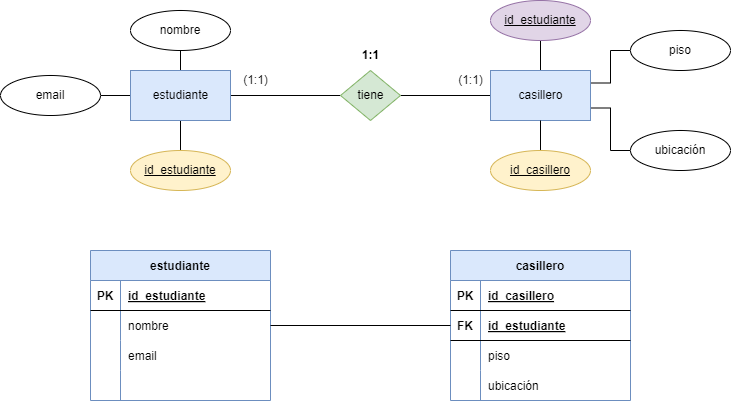 id_estudiante
nombre
1:1
piso
(1:1)
(1:1)
email
estudiante
tiene
casillero
ubicación
id_estudiante
id_casillero
estudiante
PK id_estudiante
nombre
email
casillero
PK id_casillero
FK id_estudiante
piso
ubicación